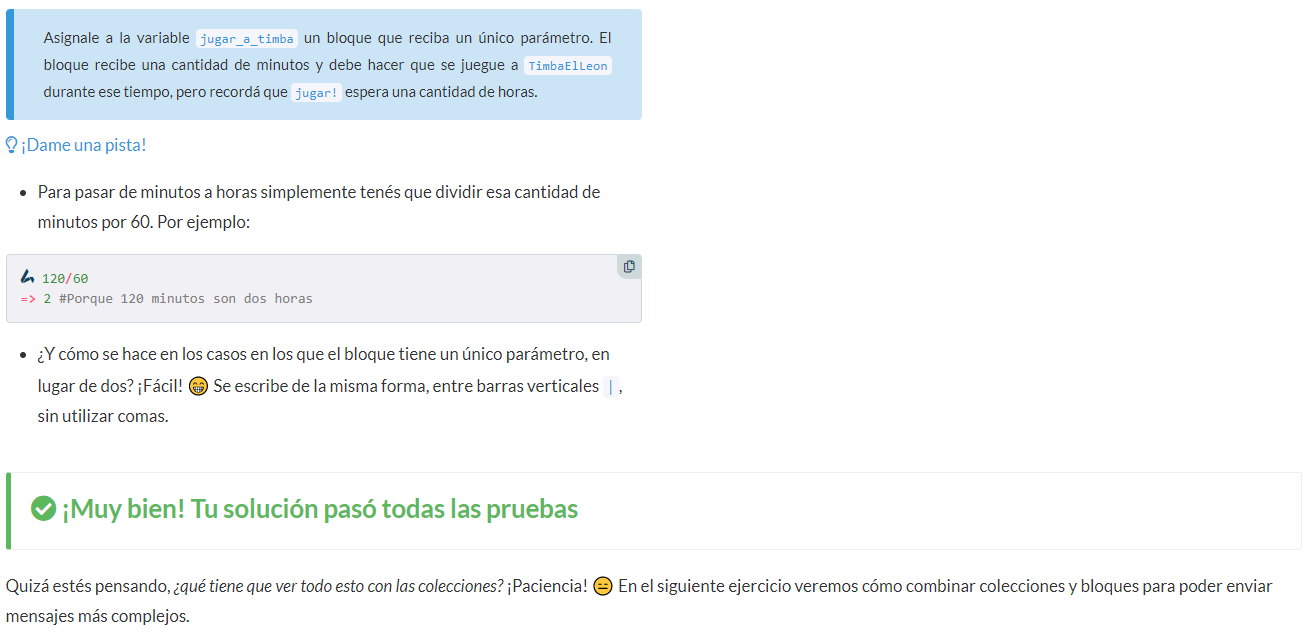 Asignale a la variable jugar_a_timba un bloque que reciba un único parámetro. El
bloque recibe una cantidad de minutos y debe hacer que se juegue a TimbaElLeon
durante ese tiempo, pero recordá que jugar! espera una cantidad de horas.
¡Dame una pista!
• Para pasar de minutos a horas simplemente tenés que dividir esa cantidad de
minutos por 60. Por ejemplo:
120/60
=> 2 #Porque 120 minutos son dos horas
• ¿Y cómo se hace en los casos en los que el bloque tiene un único parámetro, en
lugar de dos? ¡Fácil! 😁 Se escribe de la misma forma, entre barras verticales |,
sin utilizar comas.
¡Muy bien! Tu solución pasó todas las pruebas
Quizá estés pensando, ¿qué tiene que ver todo esto con las colecciones? ¡Paciencia! 😑 En el siguiente ejercicio veremos cómo combinar colecciones y bloques para poder enviar
mensajes más complejos.